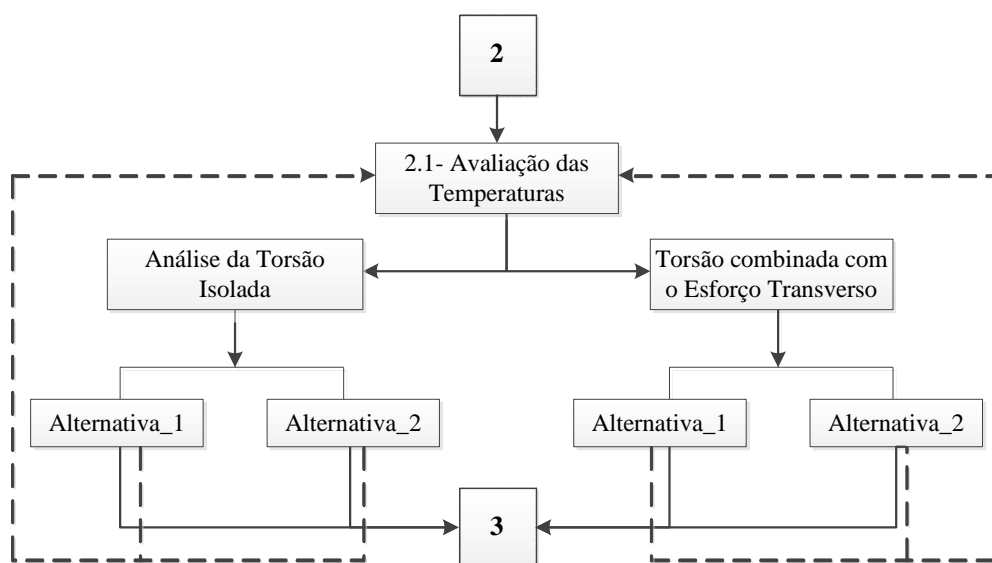 2
2.1- Avaliação das
Temperaturas
Análise da Torsão
Isolada
Torsão combinada com
o Esforço Transverso
Alternativa_1
Alternativa_2
Alternativa_1
Alternativa_2
3